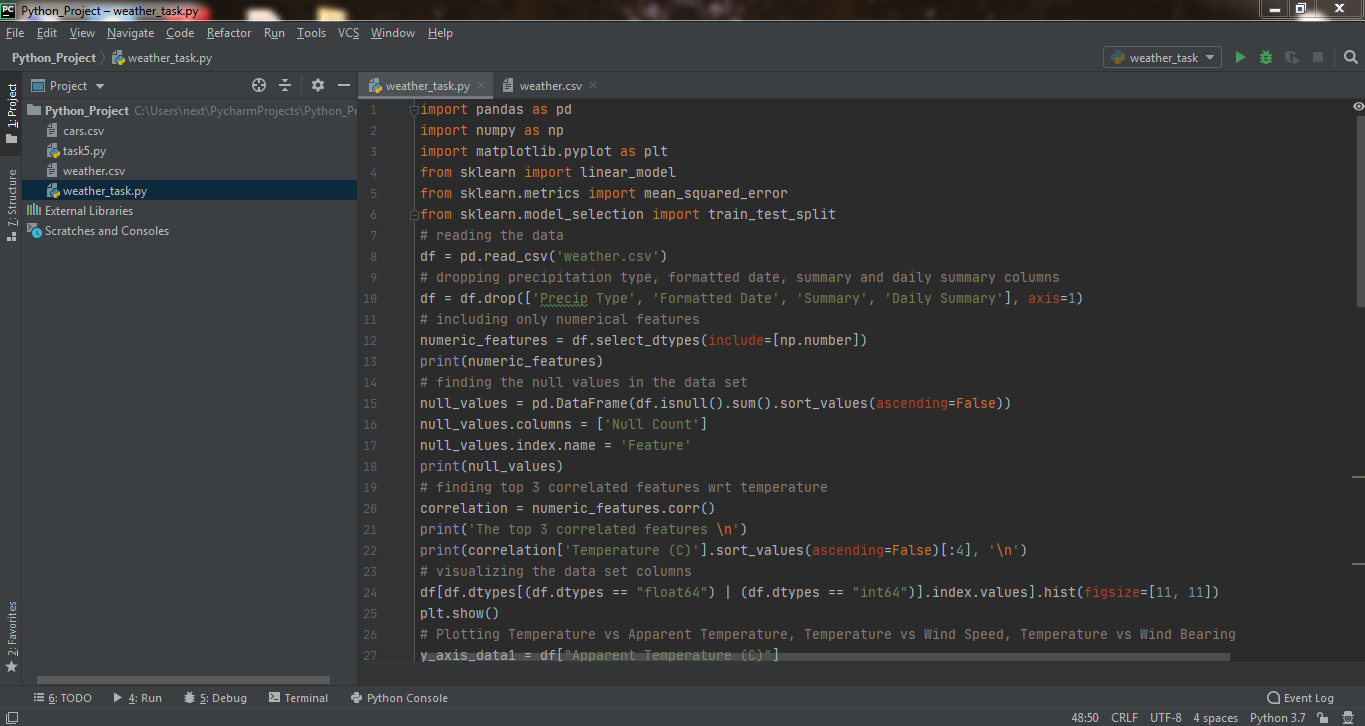 PC Python_Project – weather_task.py
File Edit View Navigate Code Refactor Run Tools VCS Window Help
Python_Project weather_task.py weather_task
1: Project
7: Structure
2: Favorites
Project
Python_Project C:\Users\next\PycharmProjects\Python_Pr
cars.csv
task5.py
weather.csv
weather_task.py
External Libraries
Scratches and Consoles
weather_task.py weather.csv
1 import pandas as pd
2 import numpy as np
3 import matplotlib.pyplot as plt
4 from sklearn import linear_model
5 from sklearn.metrics import mean_squared_error
6 from sklearn.model_selection import train_test_split
7 # reading the data
8 df = pd.read_csv('weather.csv')
9 # dropping precipitation type, formatted date, summary and daily summary columns
10 df = df.drop(['Precip Type', 'Formatted Date', 'Summary', 'Daily Summary'], axis=1)
11 # including only numerical features
12 numeric_features = df.select_dtypes(include=[np.number])
13 print(numeric_features)
14 # finding the null values in the data set
15 null_values = pd.DataFrame(df.isnull().sum().sort_values(ascending=False))
16 null_values.columns = ['Null Count']
17 null_values.index.name = 'Feature'
18 print(null_values)
19 # finding top 3 correlated features wrt temperature
20 correlation = numeric_features.corr()
21 print('The top 3 correlated features \n')
22 print(correlation['Temperature (C)'].sort_values(ascending=False)[:4], '\n')
23 # visualizing the data set columns
24 df[df.dtypes[(df.dtypes == "float64") | (df.dtypes == "int64")].index.values].hist(figsize=[11, 11])
25 plt.show()
26 # Plotting Temperature vs Apparent Temperature, Temperature vs Wind Speed, Temperature vs Wind Bearing
27 y_axis_data1 = df["Apparent Temperature (C)"]
6: TODO 4: Run 5: Debug Terminal Python Console Event Log
48:50 CRLF UTF-8 4 spaces Python 3.7